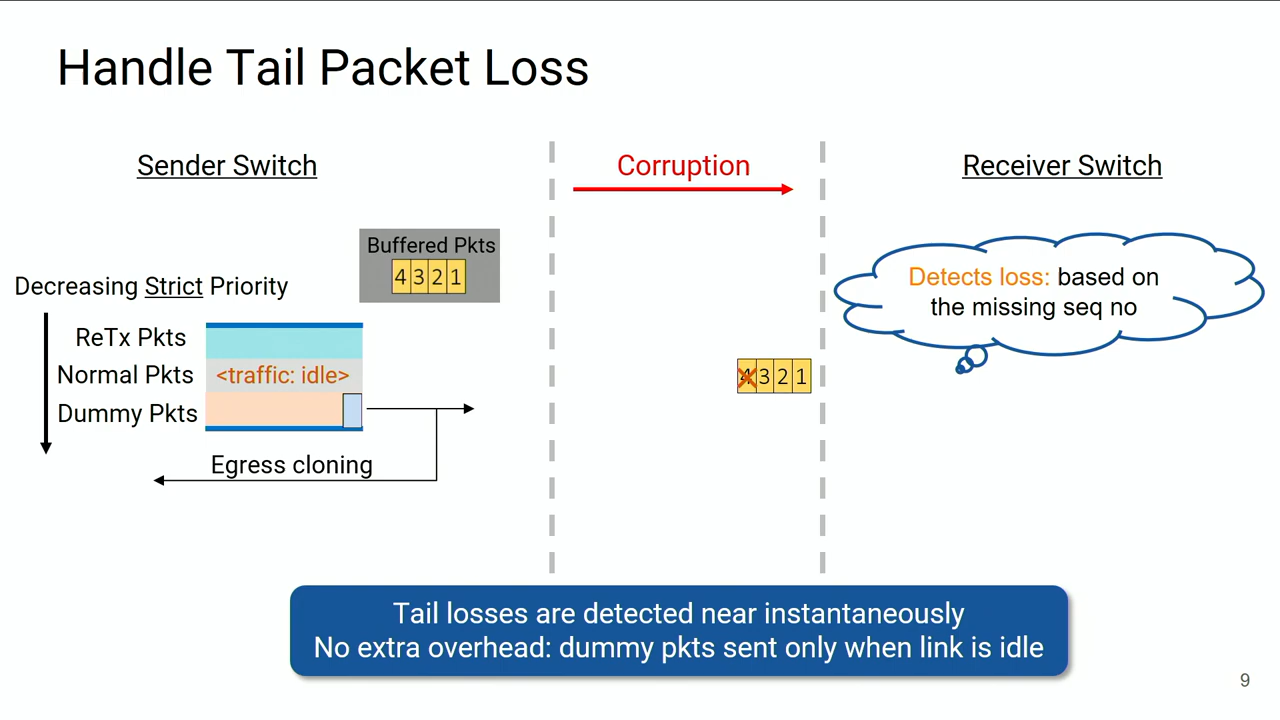 Handle Tail Packet Loss
Sender Switch
Corruption
Receiver Switch
Buffered Pkts
4 3 2 1
Decreasing Strict Priority
ReTx Pkts
Normal Pkts
<traffic: idle>
Dummy Pkts
Egress cloning
4 3 2 1
Detects loss: based on
the missing seq no
Tail losses are detected near instantaneously
No extra overhead: dummy pkts sent only when link is idle
9